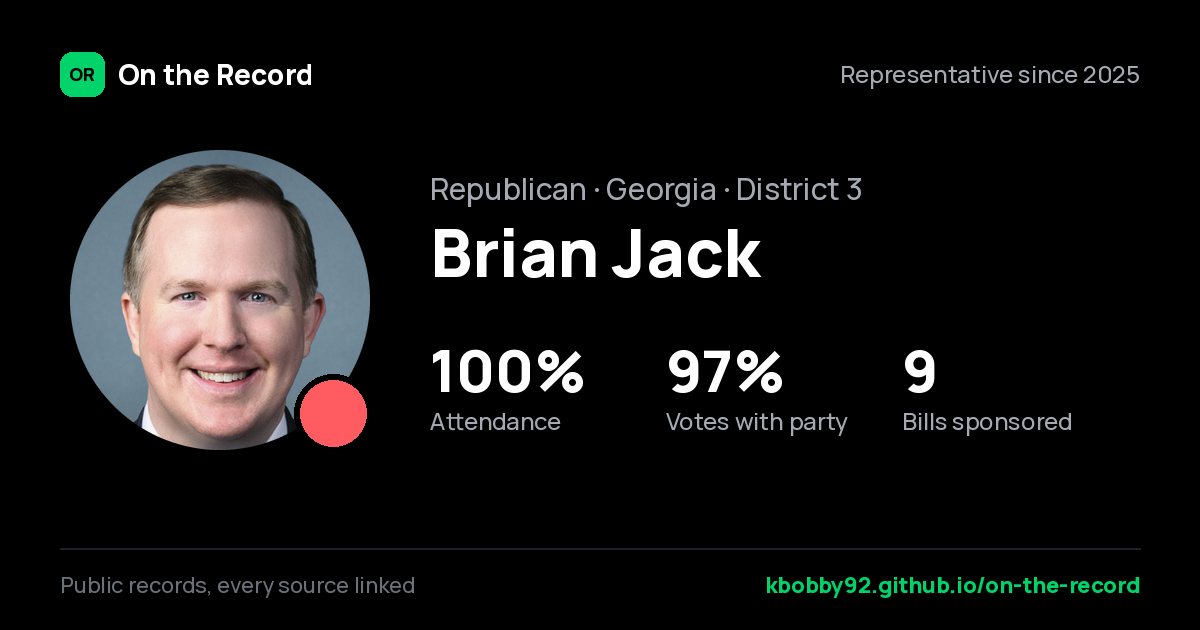 OR On the Record
Representative since 2025
Republican · Georgia · District 3
Brian Jack
100% 97% 9
Attendance Votes with party Bills sponsored
Public records, every source linked
kbobby92.github.io/on-the-record